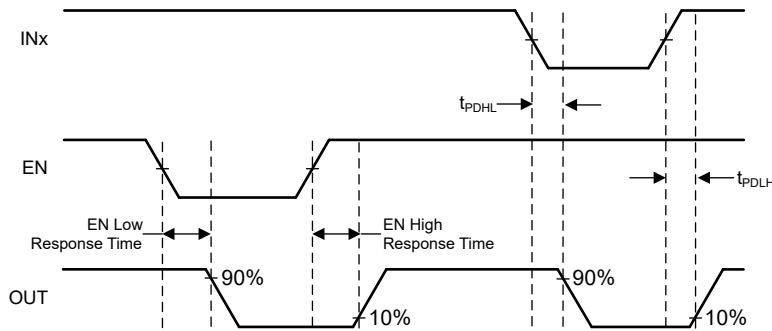 INx
tPDHL
EN
tPDLH
EN Low
Response Time
EN High
Response Time
90%
90%
OUT
10%
10%